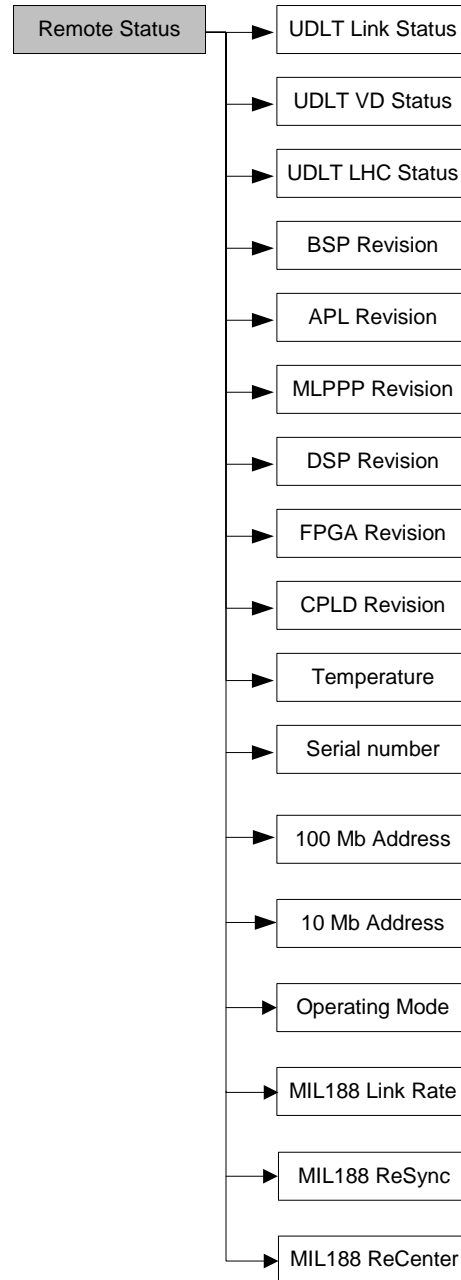 Remote Status
UDLT Link Status
UDLT VD Status
UDLT LHC Status
BSP Revision
APL Revision
MLPPP Revision
DSP Revision
FPGA Revision
CPLD Revision
Temperature
Serial number
100 Mb Address
10 Mb Address
Operating Mode
MIL188 Link Rate
MIL188 ReSync
MIL188 ReCenter